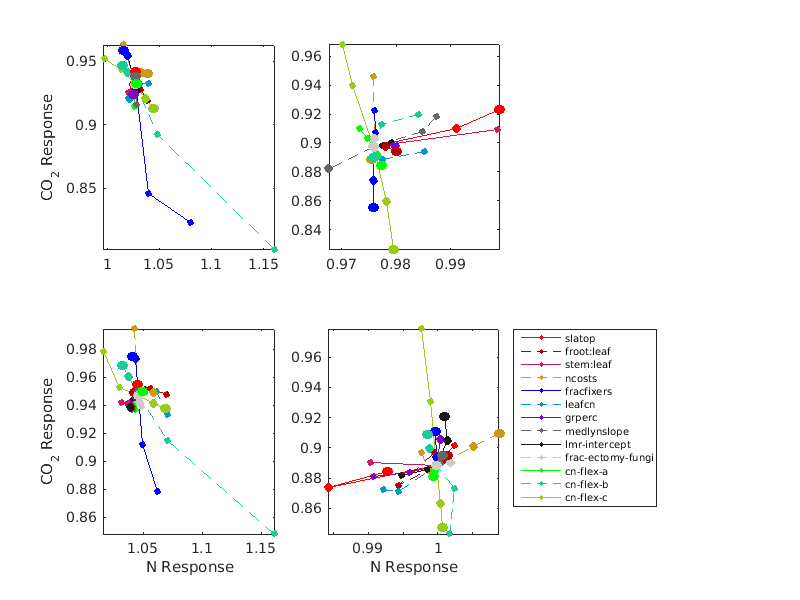 0.95
0.9
0.85
CO2 Response
1
1.05
1.1
1.15
0.96
0.94
0.92
0.9
0.88
0.86
0.84
0.97
0.98
0.99
0.98
0.96
0.94
0.92
0.9
0.88
0.86
CO2 Response
1.05
1.1
1.15
N Response
0.96
0.94
0.92
0.9
0.88
0.86
0.99
1
N Response
slatop
froot:leaf
stem:leaf
ncosts
fracfixers
leafcn
grperc
medlynslope
lmr-intercept
frac-ectomy-fungi
cn-flex-a
cn-flex-b
cn-flex-c